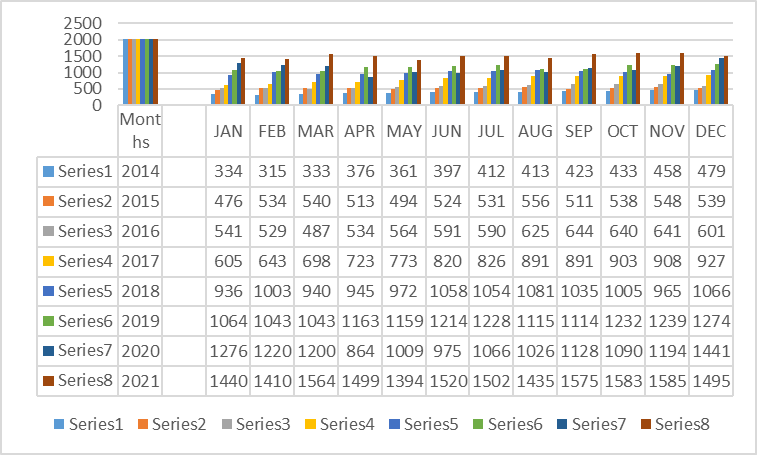 2500
2000
1500
1000
500
0
Mont
hs JAN FEB MAR APR MAY JUN JUL AUG SEP OCT NOV DEC
Series1 2014 334 315 333 376 361 397 412 413 423 433 458 479
Series2 2015 476 534 540 513 494 524 531 556 511 538 548 539
Series3 2016 541 529 487 534 564 591 590 625 644 640 641 601
Series4 2017 605 643 698 723 773 820 826 891 891 903 908 927
Series5 2018 936 1003 940 945 972 1058 1054 1081 1035 1005 965 1066
Series6 2019 1064 1043 1043 1163 1159 1214 1228 1115 1114 1232 1239 1274
Series7 2020 1276 1220 1200 864 1009 975 1066 1026 1128 1090 1194 1441
Series8 2021 1440 1410 1564 1499 1394 1520 1502 1435 1575 1583 1585 1495
Series1 Series2 Series3 Series4 Series5 Series6 Series7 Series8